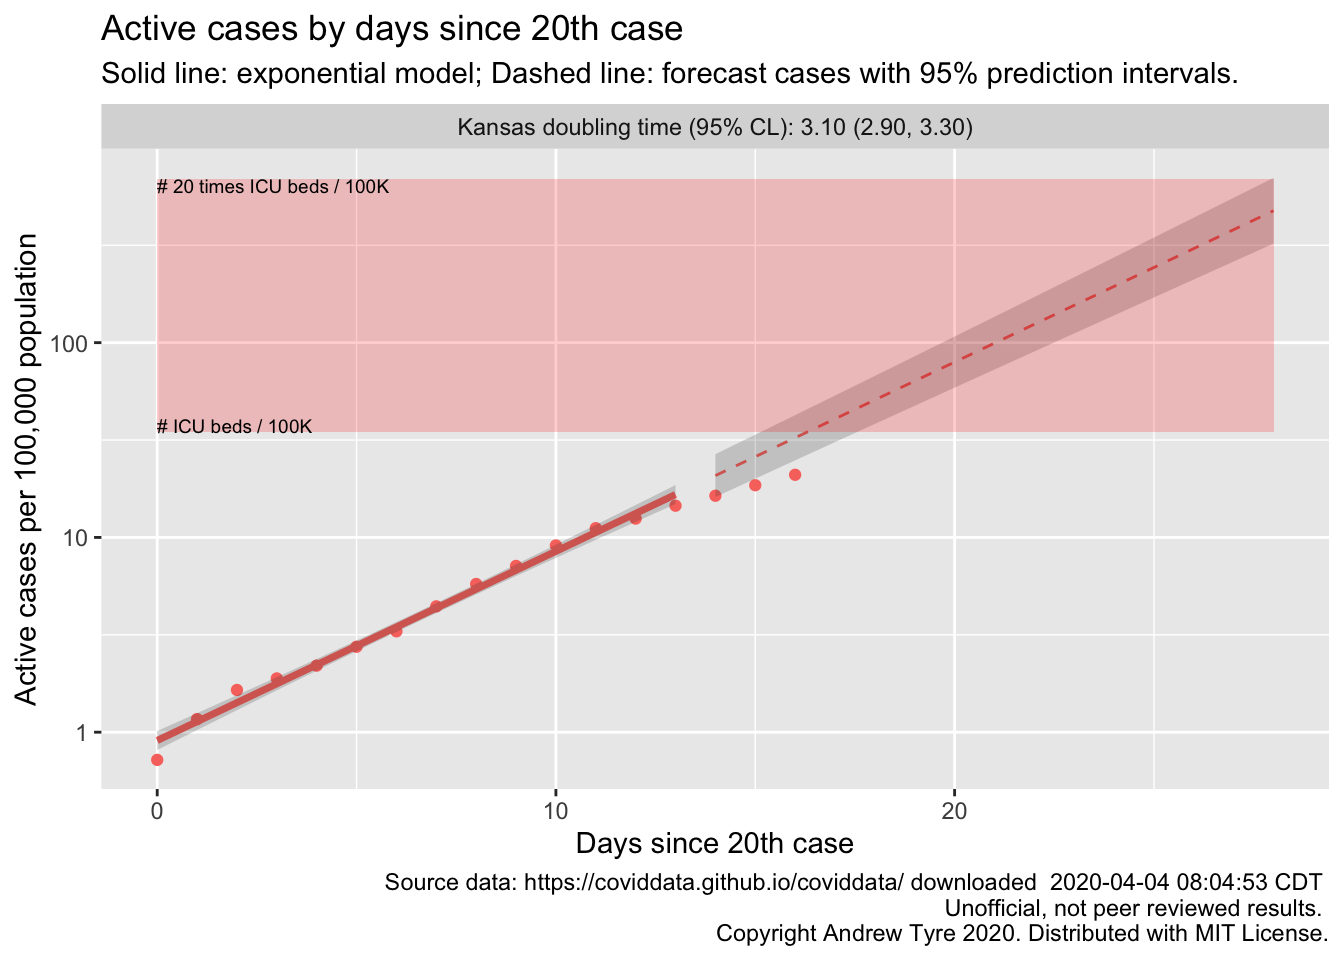 Active cases by days since 20th case
Solid line: exponential model; Dashed line: forecast cases with 95% prediction intervals.
Kansas doubling time (95% CL): 3.10 (2.90, 3.30)
# 20 times ICU beds / 100K
# ICU beds / 100K
Active cases per 100,000 population
100
10
1
0
10
20
Days since 20th case
Source data: https://coviddata.github.io/coviddata/ downloaded  2020-04-04 08:04:53 CDT
Unofficial, not peer reviewed results.
Copyright Andrew Tyre 2020. Distributed with MIT License.